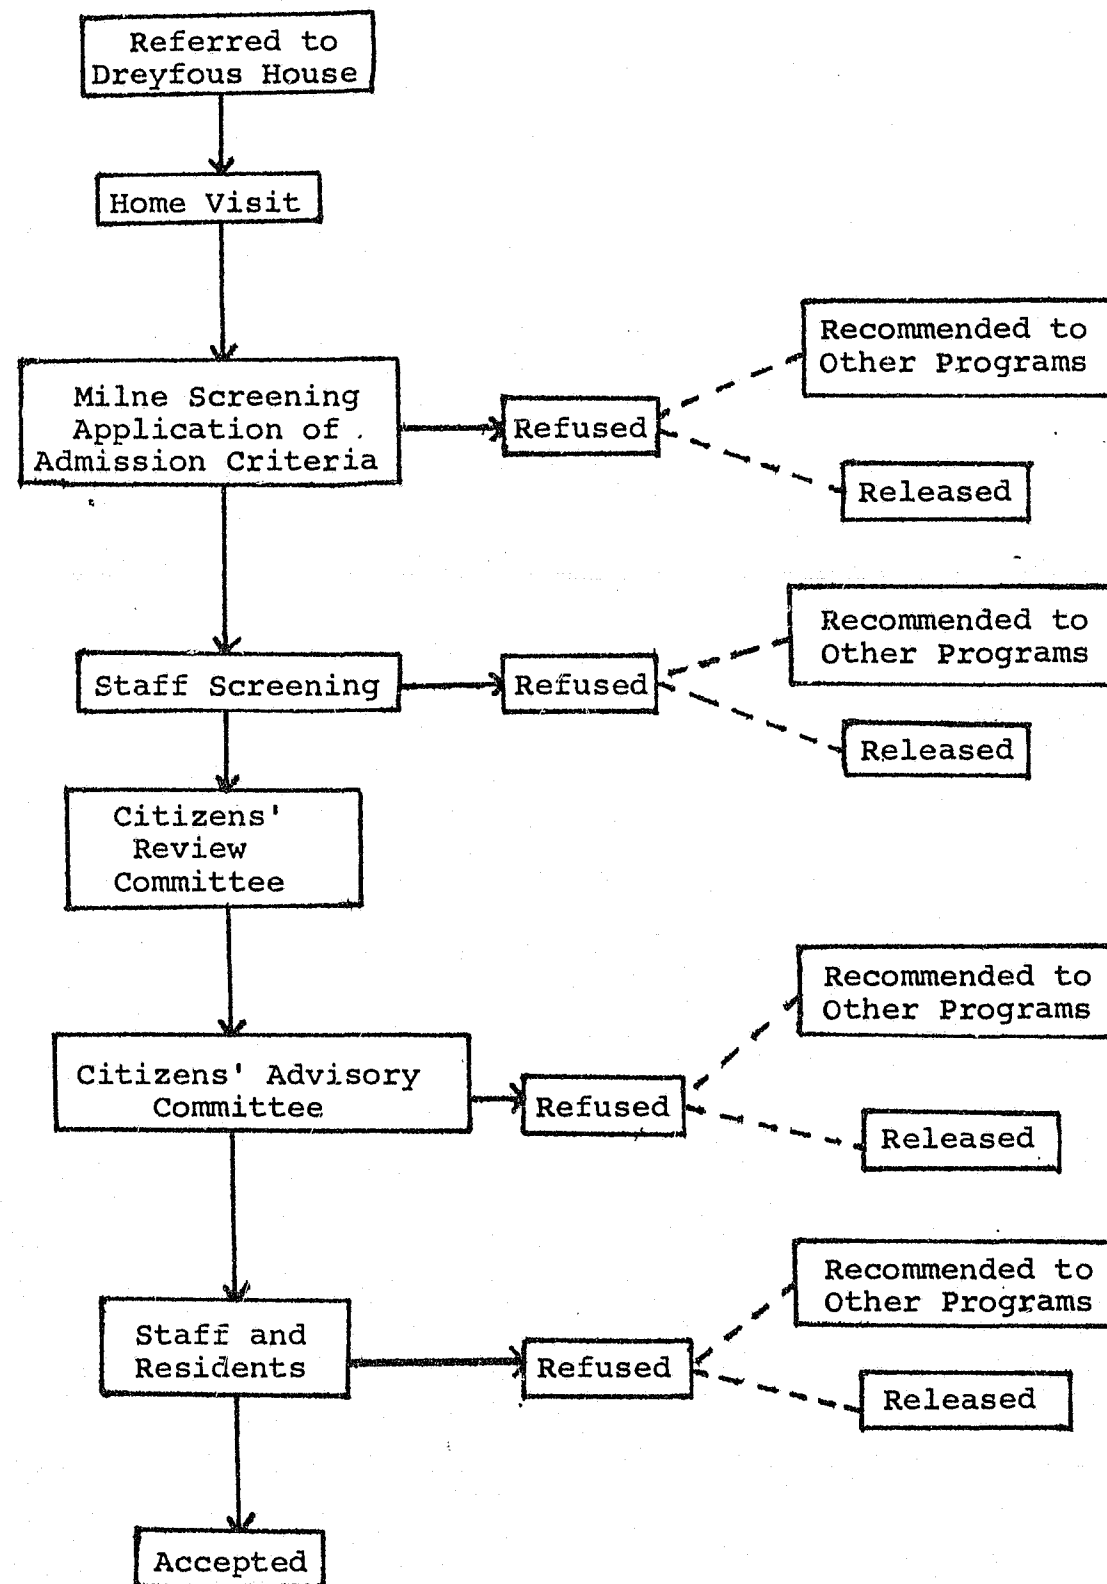 Referred to
Dreyfous House
Home Visit
Milne Screening
Application of
Admission Criteria
Refused
Recommended to
Other Programs
Released
Staff Screening
Refused
Recommended to
Other Programs
Released
Citizens'
Review
Committee
Citizens' Advisory
Committee
Refused
Recommended to
Other Programs
Released
Staff and
Residents
Refused
Recommended to
Other Programs
Released
Accepted